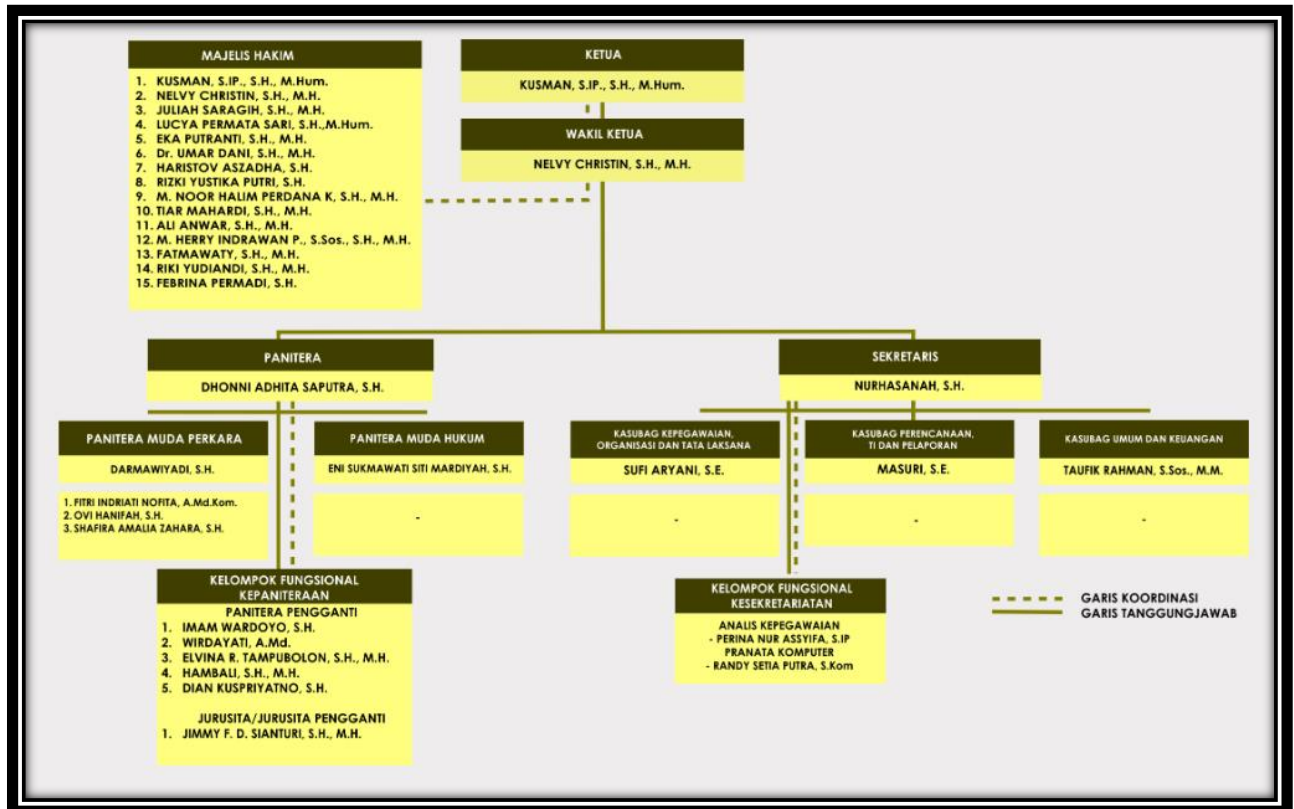 MAJELIS HAKIM
1. KUSMAN, S.IP., S.H., M.Hum.
2. NELVY CHRISTIN, S.H., M.H.
3. JULIAH SARAGIH, S.H., M.H.
4. LUCYA PERMATA SARI, S.H.,M.Hum.
5. EKA PUTRANTI, S.H., M.H.
6. Dr. UMAR DANI, S.H., M.H.
7. HARISTOV ASZADHA, S.H.
8. RIZKI YUSTIKA PUTRI, S.H.
9. M. NOOR HALIM PERDANA K, S.H., M.H.
10. TIAR MAHARDI, S.H., M.H.
11. ALI ANWAR, S.H., M.H.
12. M. HERRY INDRAWAN P., S.Sos., S.H., M.H.
13. FATMAWATY, S.H., M.H.
14. RIKI YUDIANDI, S.H., M.H.
15. FEBRINA PERMADI, S.H.
KETUA
KUSMAN, S.IP., S.H., M.Hum.
WAKIL KETUA
NELVY CHRISTIN, S.H., M.H.
PANITERA
DHONNI ADHITA SAPUTRA, S.H.
SEKRETARIS
NURHASANAH, S.H.
PANITERA MUDA PERKARA
DARMAWIYADI, S.H.
1. FITRI INDRIATI NOFITA, A.Md.Kom.
2. OVI HANIFAH, S.H.
3. SHAFIRA AMALIA ZAHARA, S.H.
PANITERA MUDA HUKUM
ENI SUKMAWATI SITI MARDIYAH, S.H.
-
KASUBAG KEPEGAWAIAN,
ORGANISASI DAN TATA LAKSANA
SUFI ARYANI, S.E.
-
KASUBAG PERENCANAAN,
TI DAN PELAPORAN
MASURI, S.E.
-
KASUBAG UMUM DAN KEUANGAN
TAUFIK RAHMAN, S.Sos., M.M.
-
KELOMPOK FUNGSIONAL
KEPANITERAAN
PANITERA PENGGANTI
1. IMAM WARDOYO, S.H.
2. WIRDAYATI, A.Md.
3. ELVINA R. TAMPUBOLON, S.H., M.H.
4. HAMBALI, S.H., M.H.
5. DIAN KUSPRIYATNO, S.H.
JURUSITA/JURUSITA PENGGANTI
1. JIMMY F. D. SIANTURI, S.H., M.H.
KELOMPOK FUNGSIONAL
KESEKRETARIATAN
ANALIS KEPEGAWAIAN
- PERINA NUR ASSYIFA, S.IP
PRANATA KOMPUTER
- RANDY SETIA PUTRA, S.Kom
GARIS KOORDINASI
GARIS TANGGUNGJAWAB